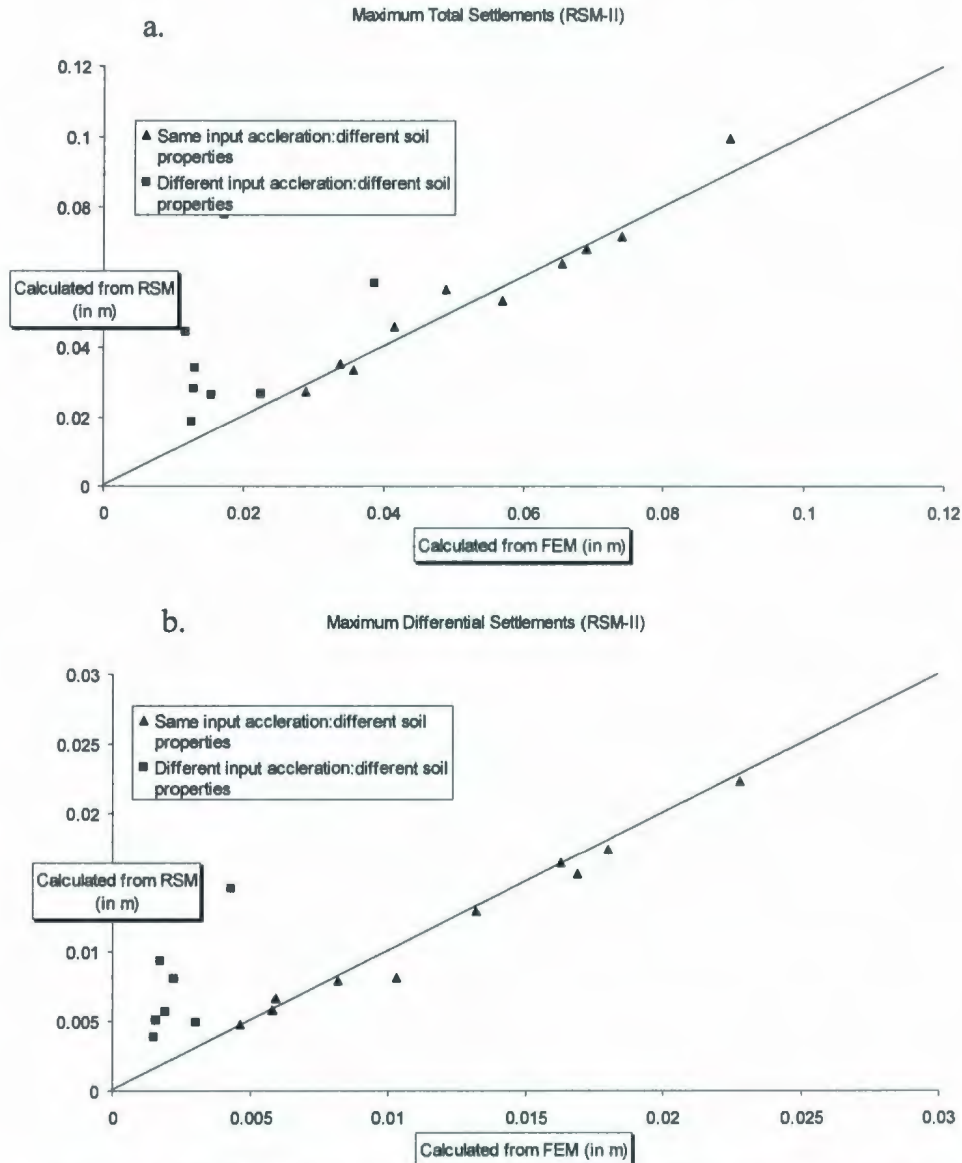 a.
Maximum Total Settlements (RSM-II)
0.12
0.1
0.08
0.04
0.02
0
▲ Same input accleration:different soil
properties
■ Different input accleration:different soil
properties
Calculated from RSM
(in m)
0 0.02 0.04 0.06 0.08 0.1 0.12
Calculated from FEM (in m)
b.
Maximum Differential Settlements (RSM-II)
0.03
0.025
0.02
0.01
0.005
0
▲ Same input accleration:different soil
properties
■ Different input accleration:different soil
properties
Calculated from RSM
(in m)
0 0.005 0.01 0.015 0.02 0.025 0.03
Calculated from FEM (in m)